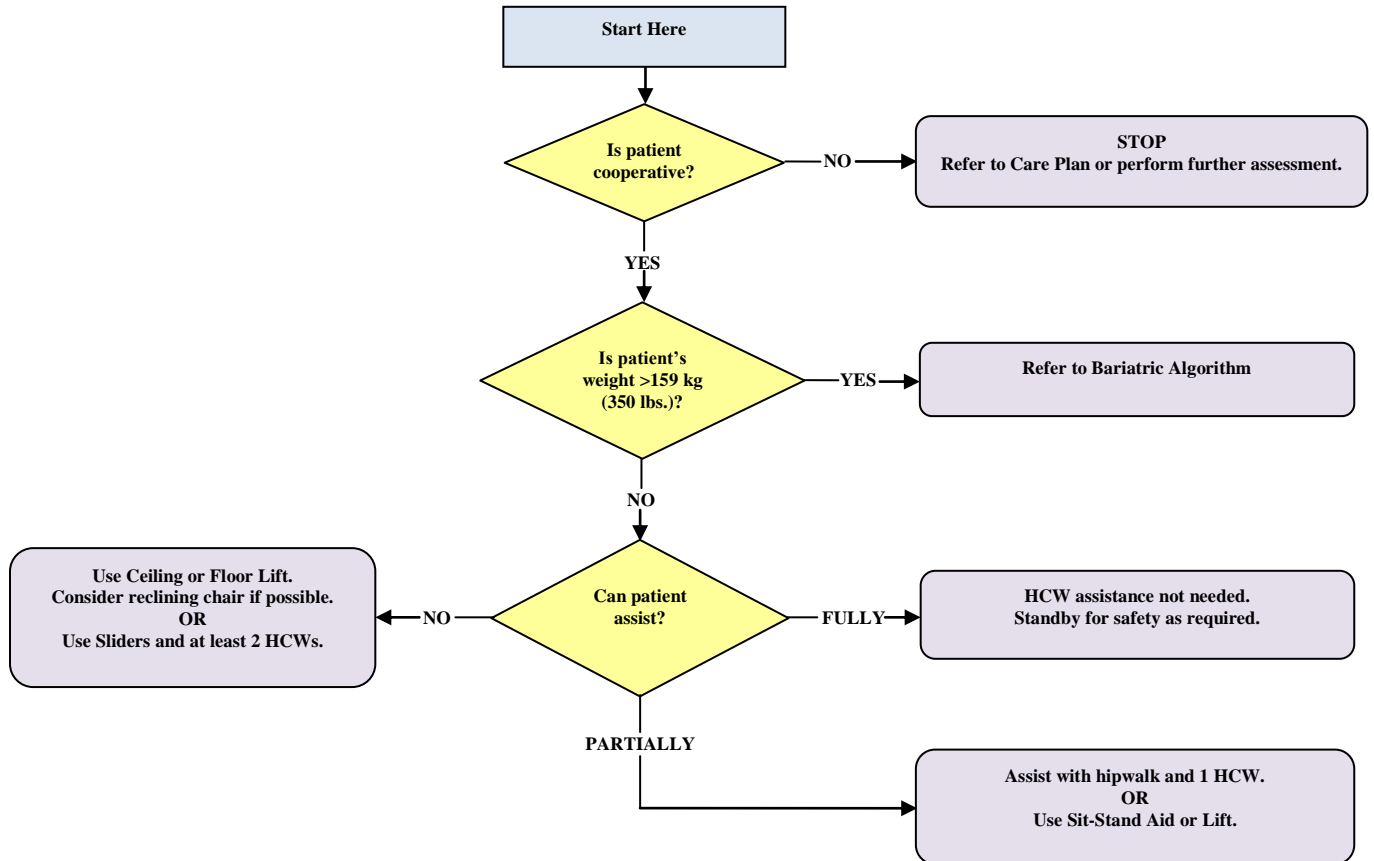 Start Here
Is patient
cooperative?
NO
STOP
Refer to Care Plan or perform further assessment.
YES
Is patient’s
weight >159 kg
(350 lbs.)?
YES
Refer to Bariatric Algorithm
NO
Use Ceiling or Floor Lift.
Consider reclining chair if possible.
OR
Use Sliders and at least 2 HCWs.
NO
Can patient
assist?
FULLY
HCW assistance not needed.
Standby for safety as required.
PARTIALLY
Assist with hipwalk and 1 HCW.
OR
Use Sit-Stand Aid or Lift.